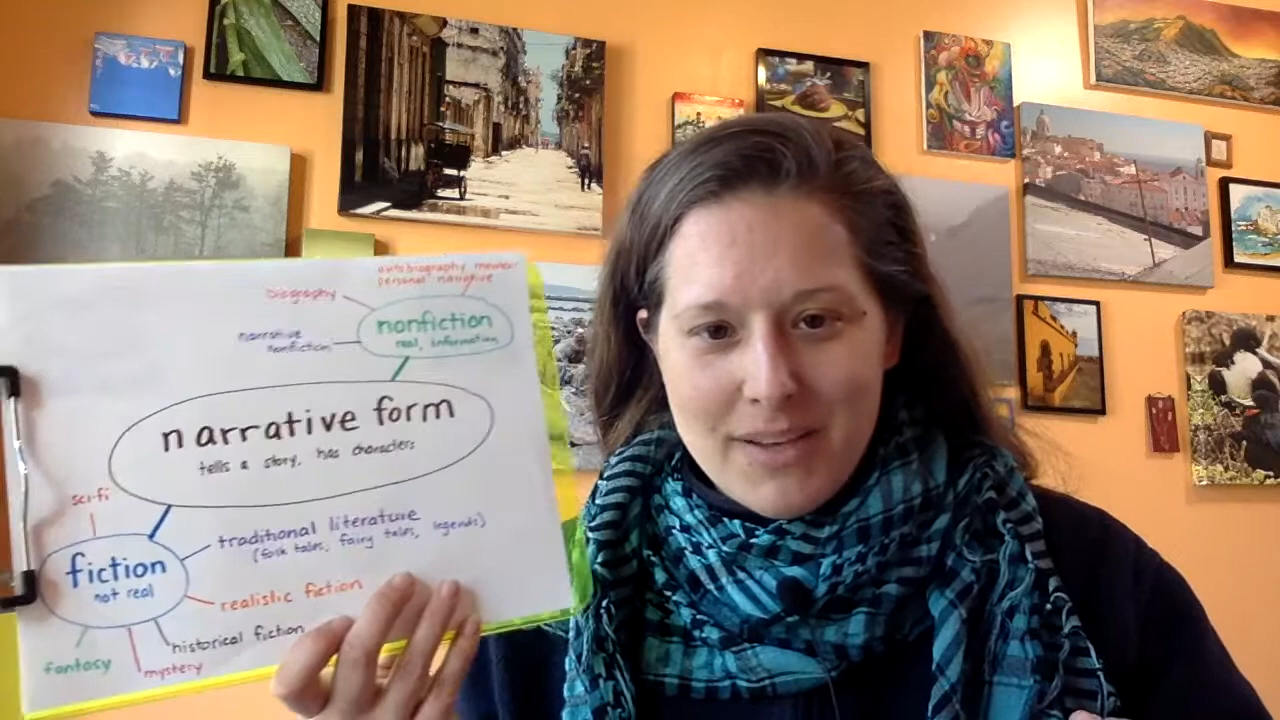 autobiography memoir
personal narrative
biography
nonfiction
real, information
narrative
nonfiction
narrative form
tells a story, has characters
sci-fi
traditional literature
(folk tales, fairy tales, legends)
fiction
not real
realistic fiction
historical fiction
fantasy
mystery